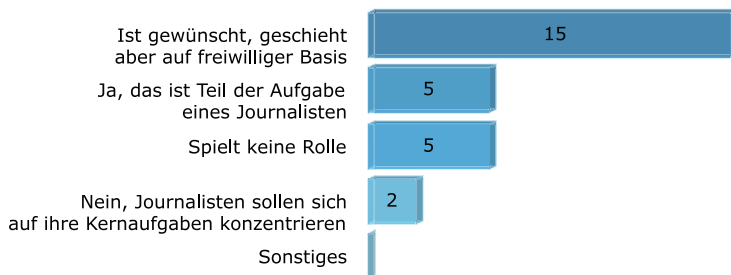 Ist gewünscht, geschieht
aber auf freiwilliger Basis
15
Ja, das ist Teil der Aufgabe
eines Journalisten
5
Spielt keine Rolle
5
Nein, Journalisten sollen sich
auf ihre Kernaufgaben konzentrieren
2
Sonstiges